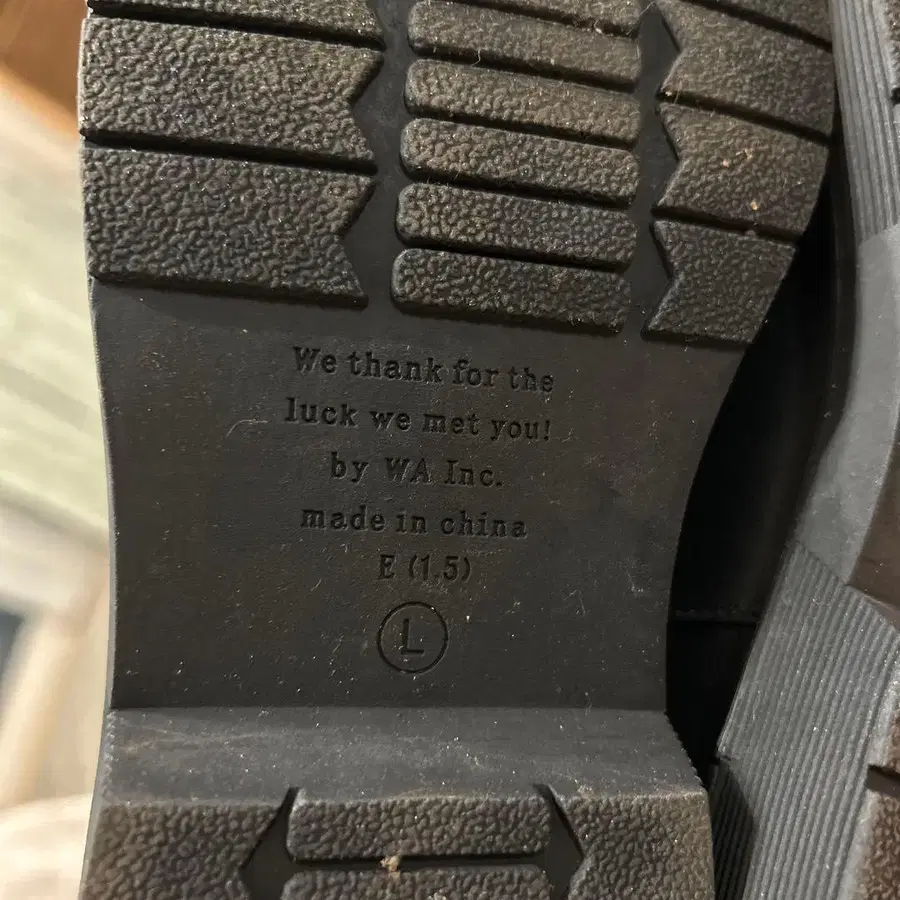 We thank for the
luck we met you!
by WA Inc.
made in china
E (1.5)
L